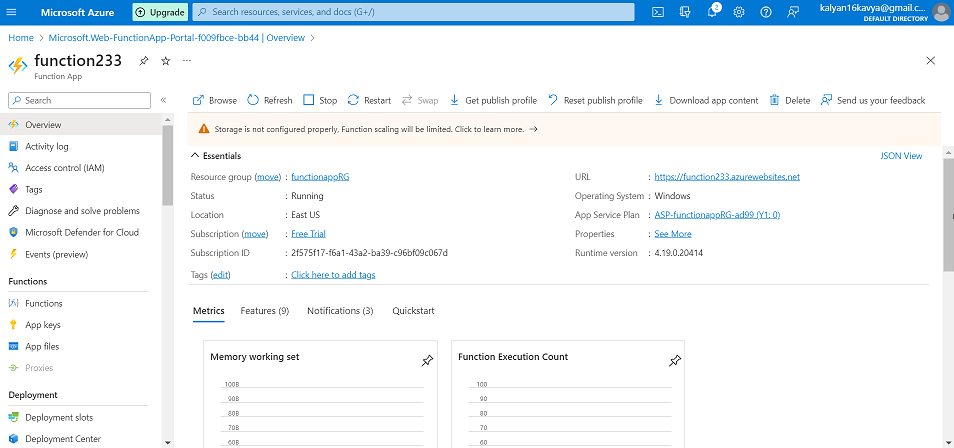 Microsoft Azure
Upgrade
Search resources, services, and docs (G+/)
2
kalyan16kavya@gmail.c...
DEFAULT DIRECTORY
Home > Microsoft.Web-FunctionApp-Portal-f009fbce-bb44 | Overview >
function233
...
Function App
Search
«
Browse Refresh Stop Restart Swap Get publish profile Reset publish profile Download app content Delete Send us your feedback
Overview
Activity log
Access control (IAM)
Tags
Diagnose and solve problems
Microsoft Defender for Cloud
Events (preview)
Functions
Functions
App keys
App files
Proxies
Deployment
Deployment slots
Deployment Center
Storage is not configured properly, Function scaling will be limited. Click to learn more. →
Essentials
JSON View
Resource group (move) : functionappRG
Status : Running
Location : East US
Subscription (move) : Free Trial
Subscription ID : 2f575f17-f6a1-43a2-ba39-c96bf09c067d
Tags (edit) : Click here to add tags
URL : https://function233.azurewebsites.net
Operating System : Windows
App Service Plan : ASP-functionappRG-ad99 (Y1: 0)
Properties : See More
Runtime version : 4.19.0.20414
Metrics Features (9) Notifications (3) Quickstart
Memory working set
100B
90B
80B
70B
60B
Function Execution Count
100
90
80
70
60